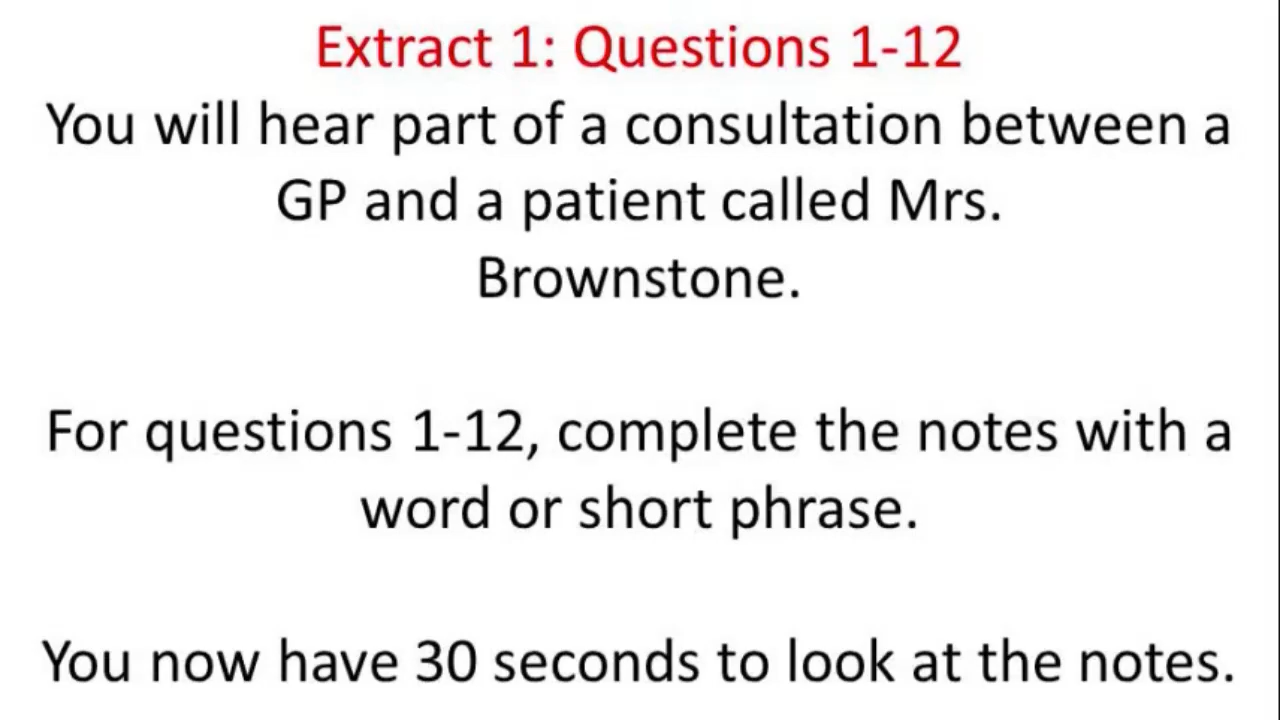 Extract 1: Questions 1-12
You will hear part of a consultation between a
GP and a patient called Mrs.
Brownstone.
For questions 1-12, complete the notes with a
word or short phrase.
You now have 30 seconds to look at the notes.